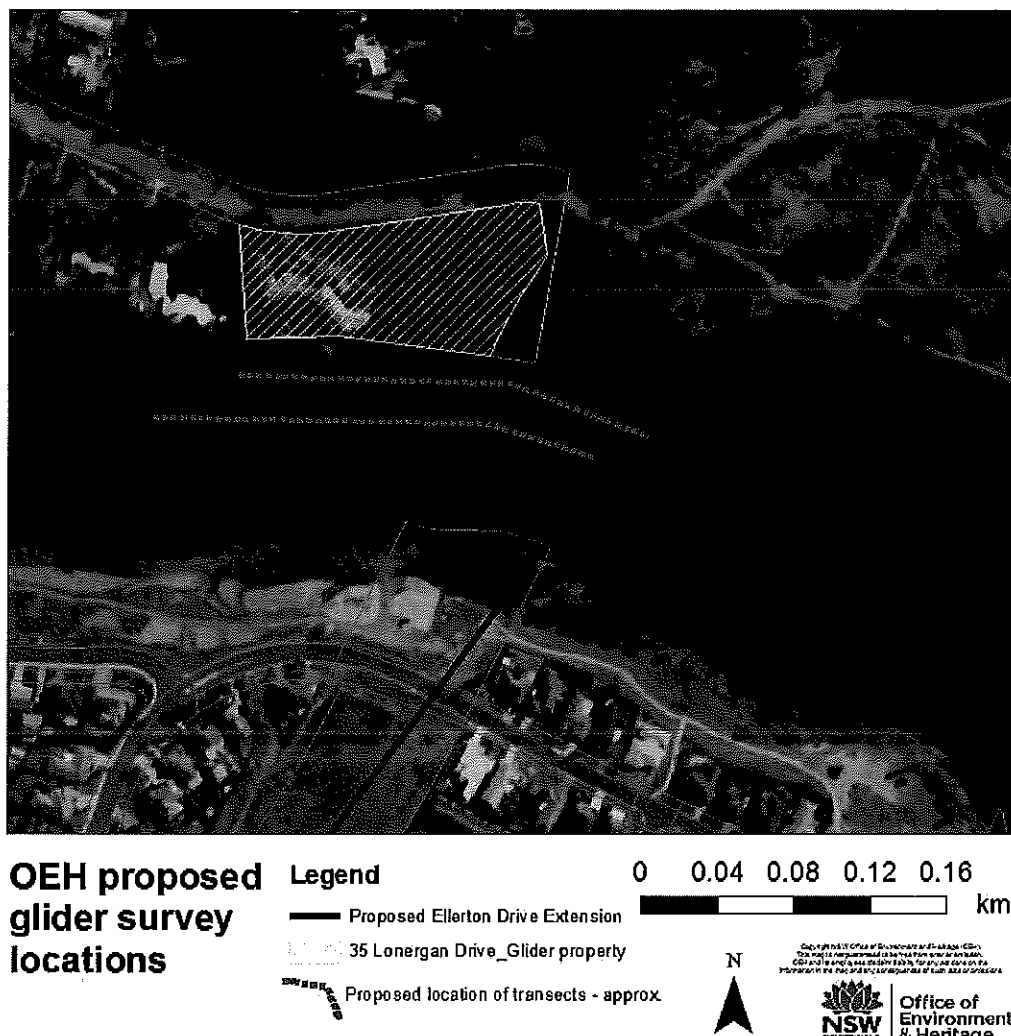 OEH proposed
glider survey
locations
Legend
Proposed Ellerton Drive Extension
35 Lonergan Drive_Glider property
Proposed location of transects - approx.
0 0.04 0.08 0.12 0.16
km
N
NSW
Office of
Environment
& Heritage